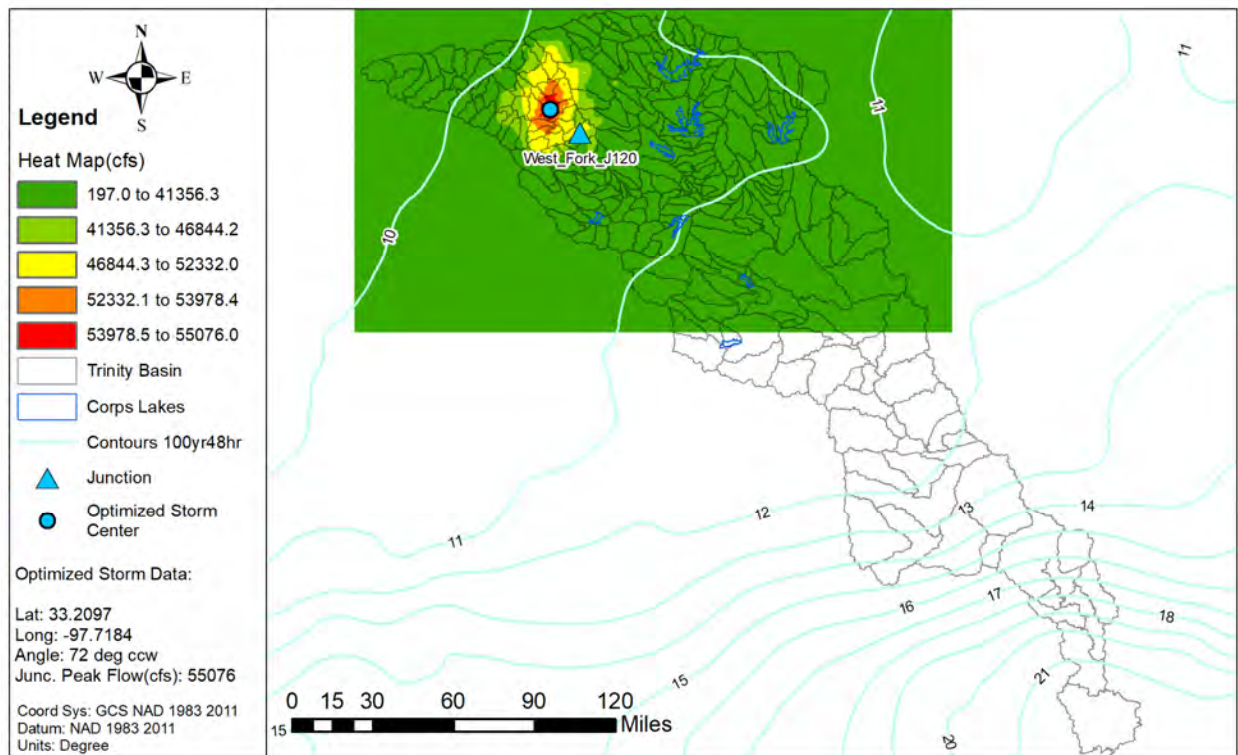 N
W E
S
Legend
Heat Map(cfs)
197.0 to 41356.3
41356.3 to 46844.2
46844.3 to 52332.0
52332.1 to 53978.4
53978.5 to 55076.0
Trinity Basin
Corps Lakes
Contours 100yr48hr
Junction
Optimized Storm
Center
Optimized Storm Data:
Lat: 33.2097
Long: -97.7184
Angle: 72 deg ccw
Junc. Peak Flow(cfs): 55076
Coord Sys: GCS NAD 1983 2011
Datum: NAD 1983 2011
Units: Degree
West_Fork_J120
11
11
10
11
12
13
14
16
17
18
15
21
20
15
0 15 30 60 90 120
Miles